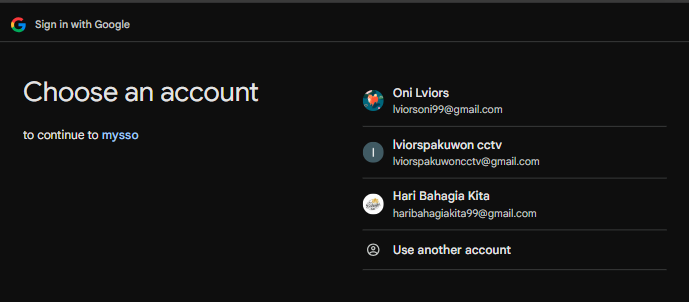 Sign in with Google
Choose an account
to continue to mysso
Oni Lviors
lviorsoni99@gmail.com
l
lviorspakuwon cctv
lviorspakuwoncctv@gmail.com
Hari Bahagia Kita
haribahagiakita99@gmail.com
Use another account